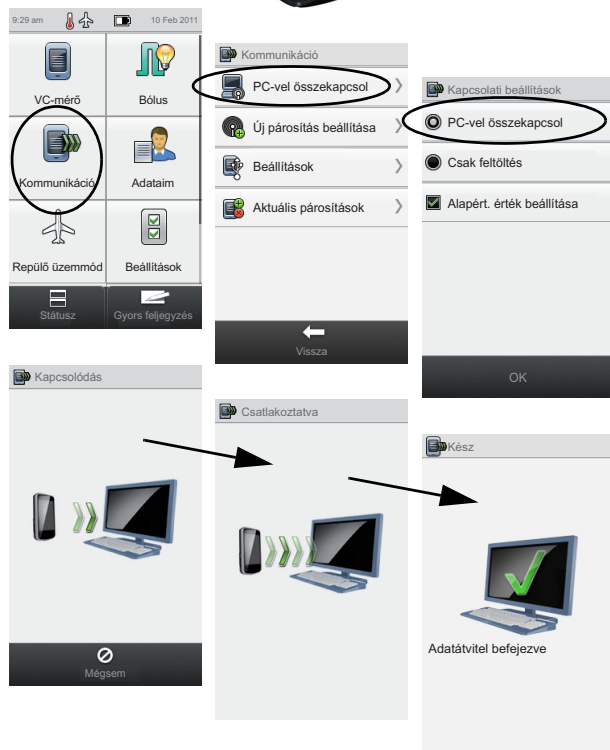 9:29 am
10 Feb 2011
VC-mérő
Bólus
Kommunikáció
Adataim
Repülő üzemmód
Beállítások
Státusz
Gyors feljegyzés
Kommunikáció
PC-vel összekapcsol
Új párosítás beállítása
Beállítások
Aktuális párosítások
Vissza
Kapcsolati beállítások
PC-vel összekapcsol
Csak feltöltés
Alapért. érték beállítása
OK
Kapcsolódás
Mégsem
Csatlakoztatva
Kész
Adatátvitel befejezve